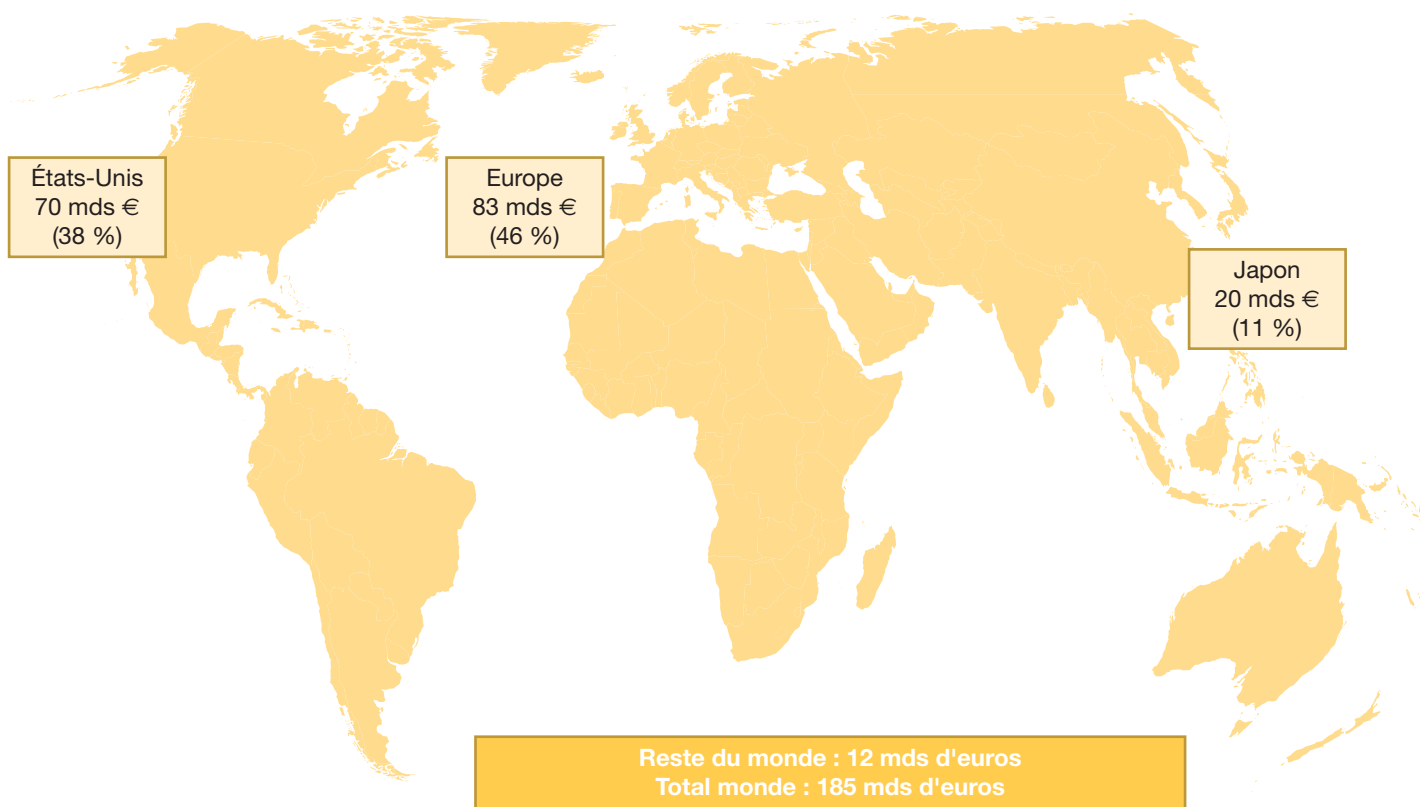 États-Unis
70 mds €
(38 %)
Europe
83 mds €
(46 %)
Japon
20 mds €
(11 %)
Reste du monde : 12 mds d'euros
Total monde : 185 mds d'euros